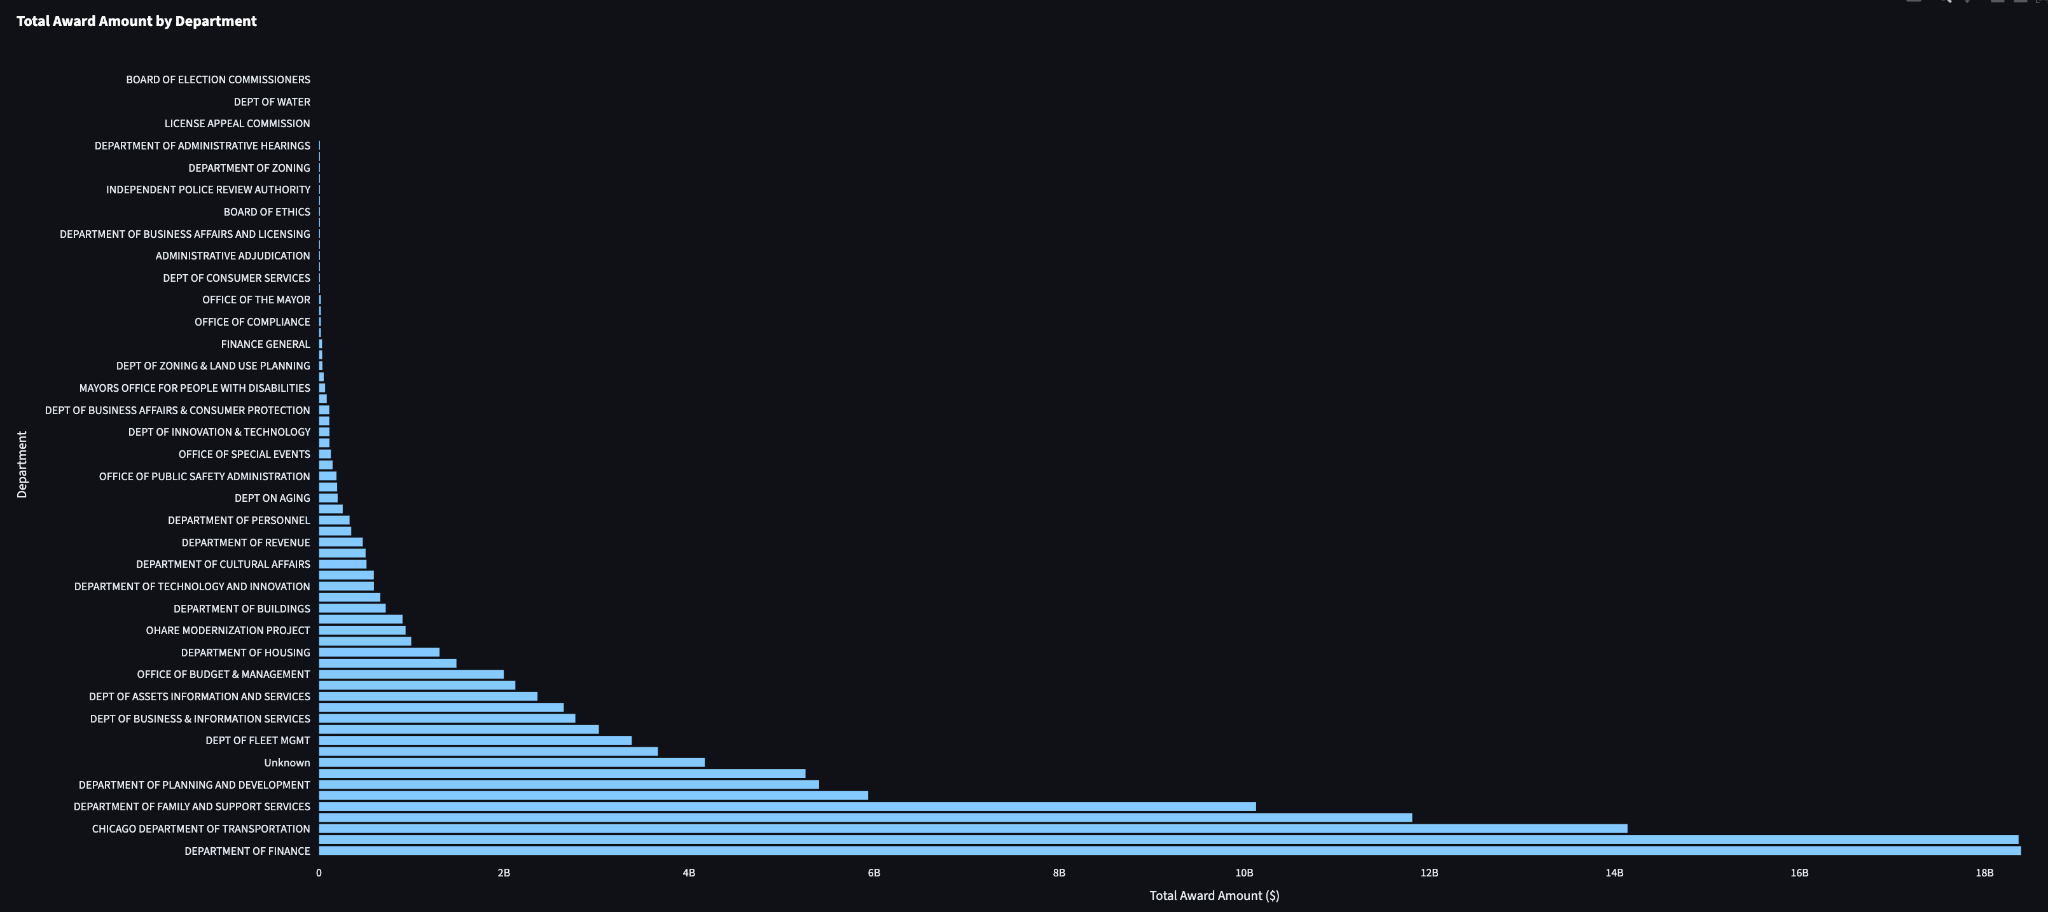 Total Award Amount by Department
BOARD OF ELECTION COMMISSIONERS
DEPT OF WATER
LICENSE APPEAL COMMISSION
DEPARTMENT OF ADMINISTRATIVE HEARINGS
DEPARTMENT OF ZONING
INDEPENDENT POLICE REVIEW AUTHORITY
BOARD OF ETHICS
DEPARTMENT OF BUSINESS AFFAIRS AND LICENSING
ADMINISTRATIVE ADJUDICATION
DEPT OF CONSUMER SERVICES
OFFICE OF THE MAYOR
OFFICE OF COMPLIANCE
FINANCE GENERAL
DEPT OF ZONING & LAND USE PLANNING
MAYORS OFFICE FOR PEOPLE WITH DISABILITIES
DEPT OF BUSINESS AFFAIRS & CONSUMER PROTECTION
DEPT OF INNOVATION & TECHNOLOGY
OFFICE OF SPECIAL EVENTS
OFFICE OF PUBLIC SAFETY ADMINISTRATION
DEPT ON AGING
DEPARTMENT OF PERSONNEL
DEPARTMENT OF REVENUE
DEPARTMENT OF CULTURAL AFFAIRS
DEPARTMENT OF TECHNOLOGY AND INNOVATION
DEPARTMENT OF BUILDINGS
OHARE MODERNIZATION PROJECT
DEPARTMENT OF HOUSING
OFFICE OF BUDGET & MANAGEMENT
DEPT OF ASSETS INFORMATION AND SERVICES
DEPT OF BUSINESS & INFORMATION SERVICES
DEPT OF FLEET MGMT
Unknown
DEPARTMENT OF PLANNING AND DEVELOPMENT
DEPARTMENT OF FAMILY AND SUPPORT SERVICES
CHICAGO DEPARTMENT OF TRANSPORTATION
DEPARTMENT OF FINANCE
Department
0 2B 4B 6B 8B 10B 12B 14B 16B 18B
Total Award Amount ($)